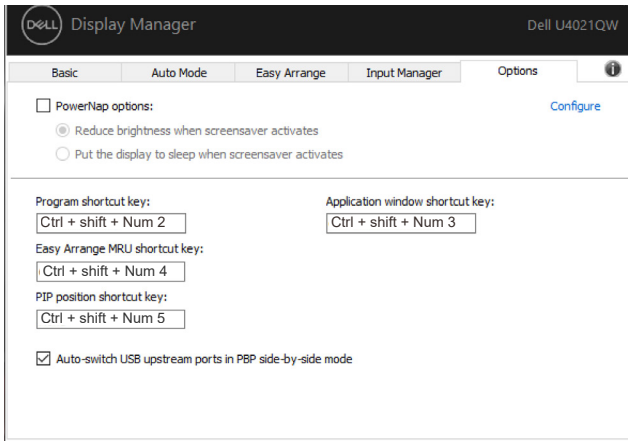 DELL Display Manager Dell U4021QW
Basic Auto Mode Easy Arrange Input Manager Options
PowerNap options: Configure
Reduce brightness when screensaver activates
Put the display to sleep when screensaver activates
Program shortcut key: Application window shortcut key:
Ctrl + shift + Num 2 Ctrl + shift + Num 3
Easy Arrange MRU shortcut key:
Ctrl + shift + Num 4
PIP position shortcut key:
Ctrl + shift + Num 5
Auto-switch USB upstream ports in PBP side-by-side mode